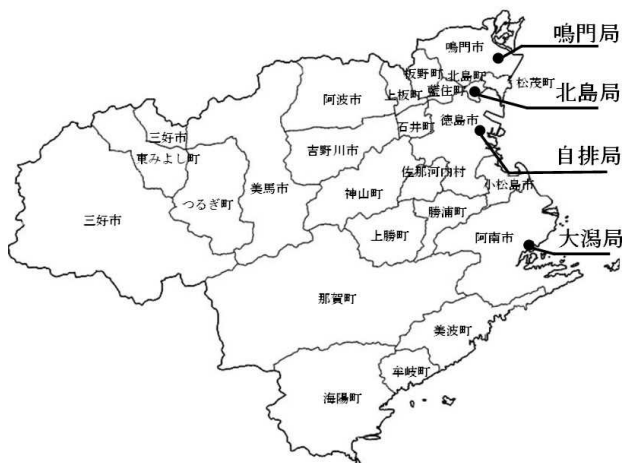 鳴門局
鳴門市
板野町
北島町
松茂町
阿波市
上板町
藍住町
北島局
石井町
徳島市
三好市
東みよし町
吉野川市
自排局
佐那河内村
美馬市
神山町
小松島市
つるぎ町
勝浦町
三好市
上勝町
阿南市
大潟局
那賀町
美波町
牟岐町
海陽町